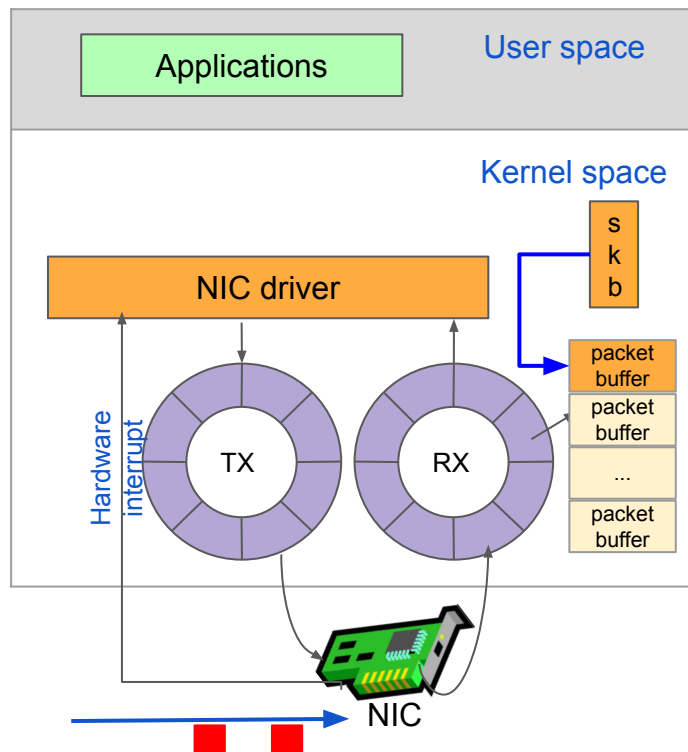 Applications
User space
Kernel space
s
k
b
NIC driver
packet
buffer
packet
buffer
...
packet
buffer
Hardware
interrupt
TX
RX
NIC